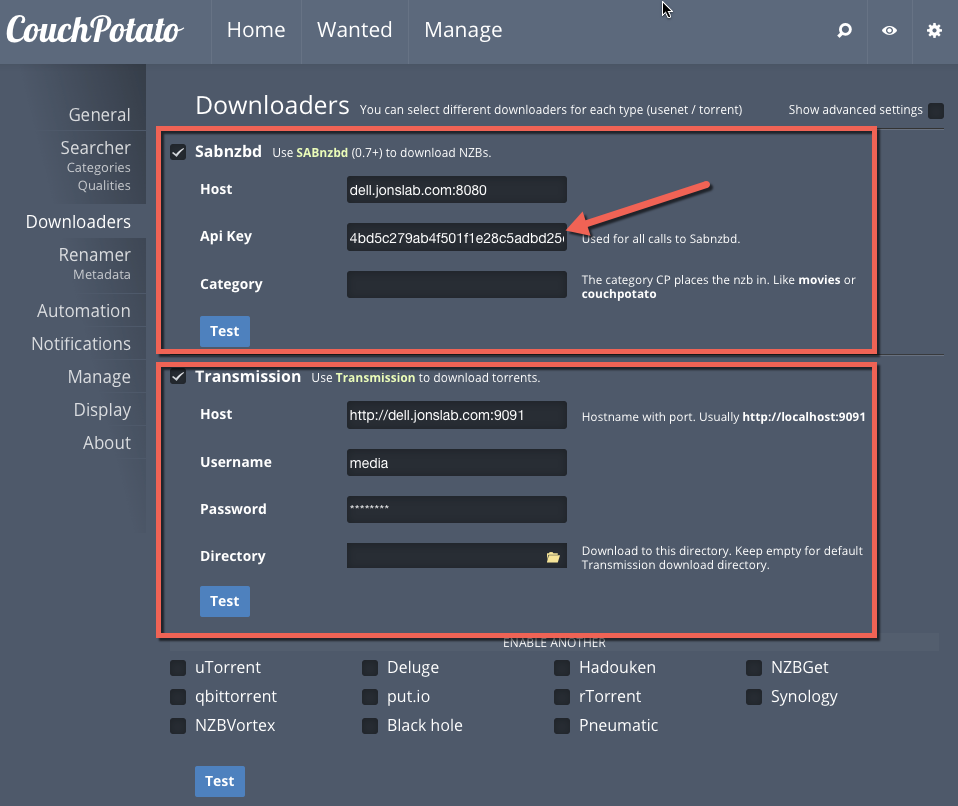 CouchPotato Home Wanted Manage
Downloaders You can select different downloaders for each type (usenet / torrent) Show advanced settings
General
Searcher
Categories
Qualities
Downloaders
Renamer
Metadata
Automation
Notifications
Manage
Display
About
Sabnzbd Use SABnzbd (0.7+) to download NZBs.
Host dell.jonslab.com:8080
Api Key 4bd5c279ab4f501f1e28c5adbd25 Used for all calls to Sabnzbd.
Category The category CP places the nzb in. Like movies or
couchpotato
Test
Transmission Use Transmission to download torrents.
Host http://dell.jonslab.com:9091 Hostname with port. Usually http://localhost:9091
Username media
Password ********
Directory Download to this directory. Keep empty for default
Transmission download directory.
Test
ENABLE ANOTHER
uTorrent Deluge Hadouken NZBGet
qbittorrent put.io rTorrent Synology
NZBVortex Black hole Pneumatic
Test